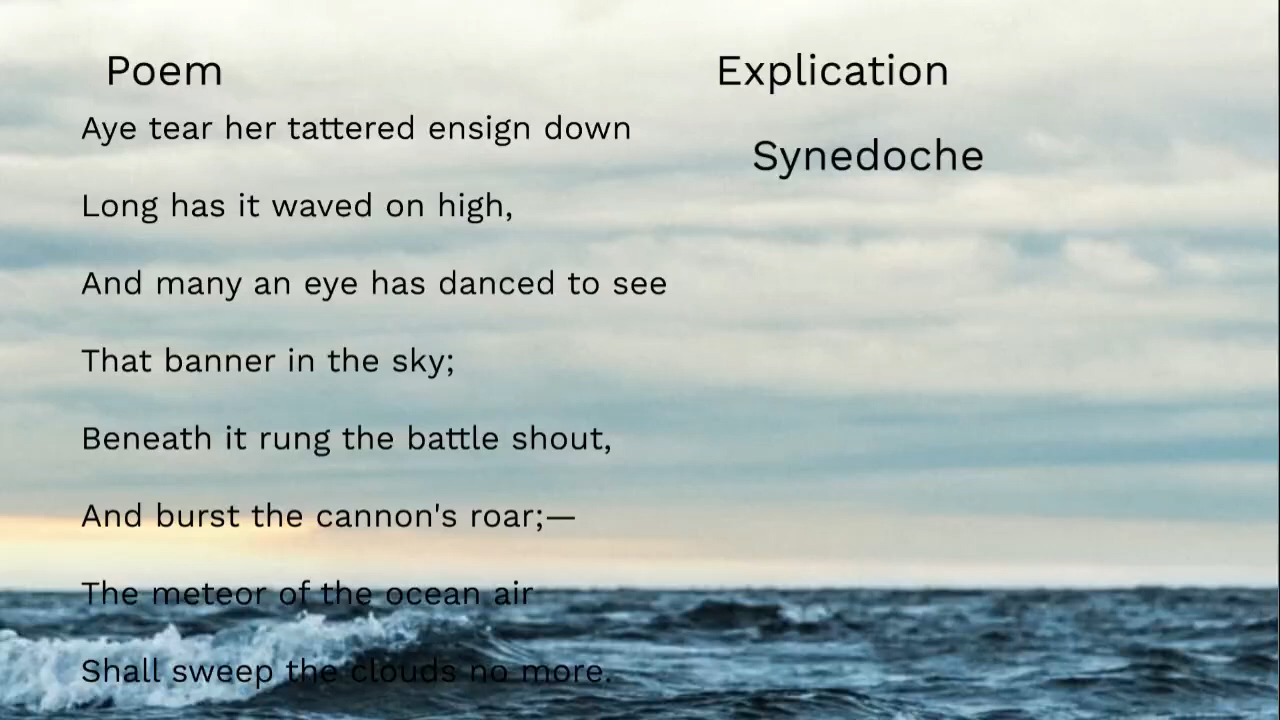 Poem
Aye tear her tattered ensign down
Long has it waved on high,
And many an eye has danced to see
That banner in the sky;
Beneath it rung the battle shout,
And burst the cannon's roar;—
The meteor of the ocean air
Shall sweep the clouds no more.
Explication
Synedoche